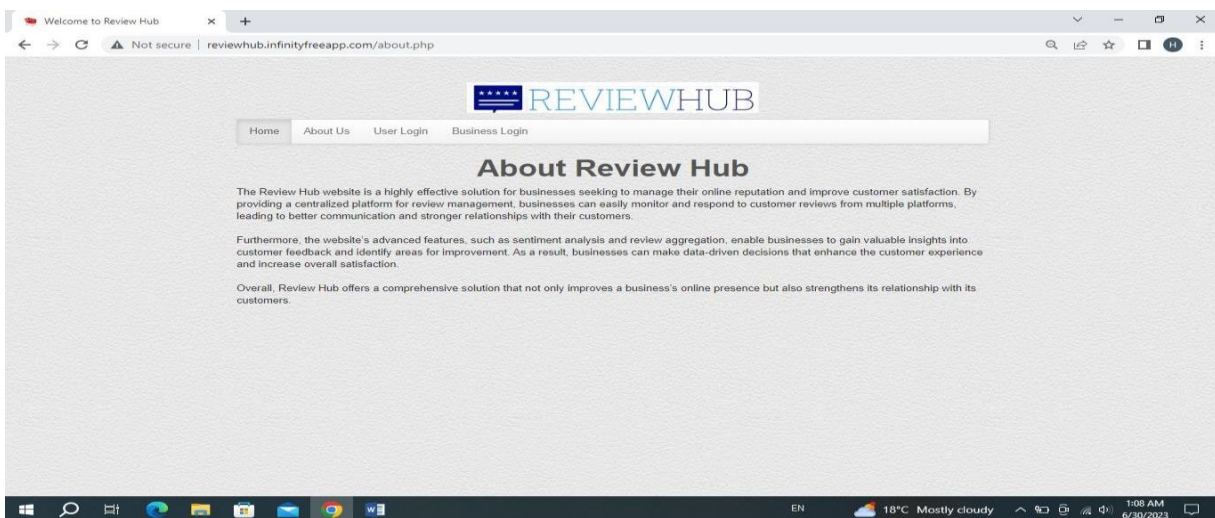 Welcome to Review Hub
Not secure | reviewhub.infinityfreeapp.com/about.php
H
REVIEWHUB
Home About Us User Login Business Login
About Review Hub
The Review Hub website is a highly effective solution for businesses seeking to manage their online reputation and improve customer satisfaction. By
providing a centralized platform for review management, businesses can easily monitor and respond to customer reviews from multiple platforms,
leading to better communication and stronger relationships with their customers.
Furthermore, the website's advanced features, such as sentiment analysis and review aggregation, enable businesses to gain valuable insights into
customer feedback and identify areas for improvement. As a result, businesses can make data-driven decisions that enhance the customer experience
and increase overall satisfaction.
Overall, Review Hub offers a comprehensive solution that not only improves a business's online presence but also strengthens its relationship with its
customers.
EN 18°C Mostly cloudy 1:08 AM
6/30/2023